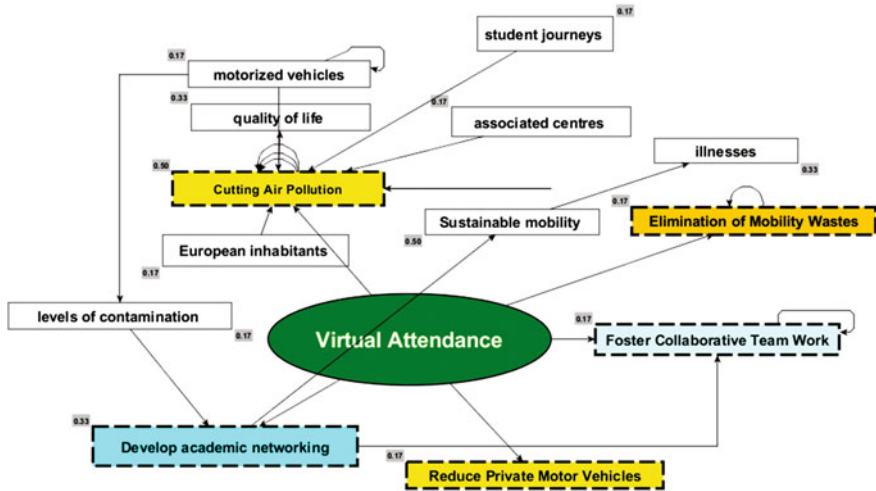 0.17
student journeys
0.17
motorized vehicles
0.33
quality of life
0.17
associated centres
illnesses
0.33
0.50
Cutting Air Pollution
0.17
Elimination of Mobility Wastes
Sustainable mobility
0.50
European inhabitants
0.17
levels of contamination
0.17
Virtual Attendance
0.17
Foster Collaborative Team Work
0.33
Develop academic networking
0.17
Reduce Private Motor Vehicles